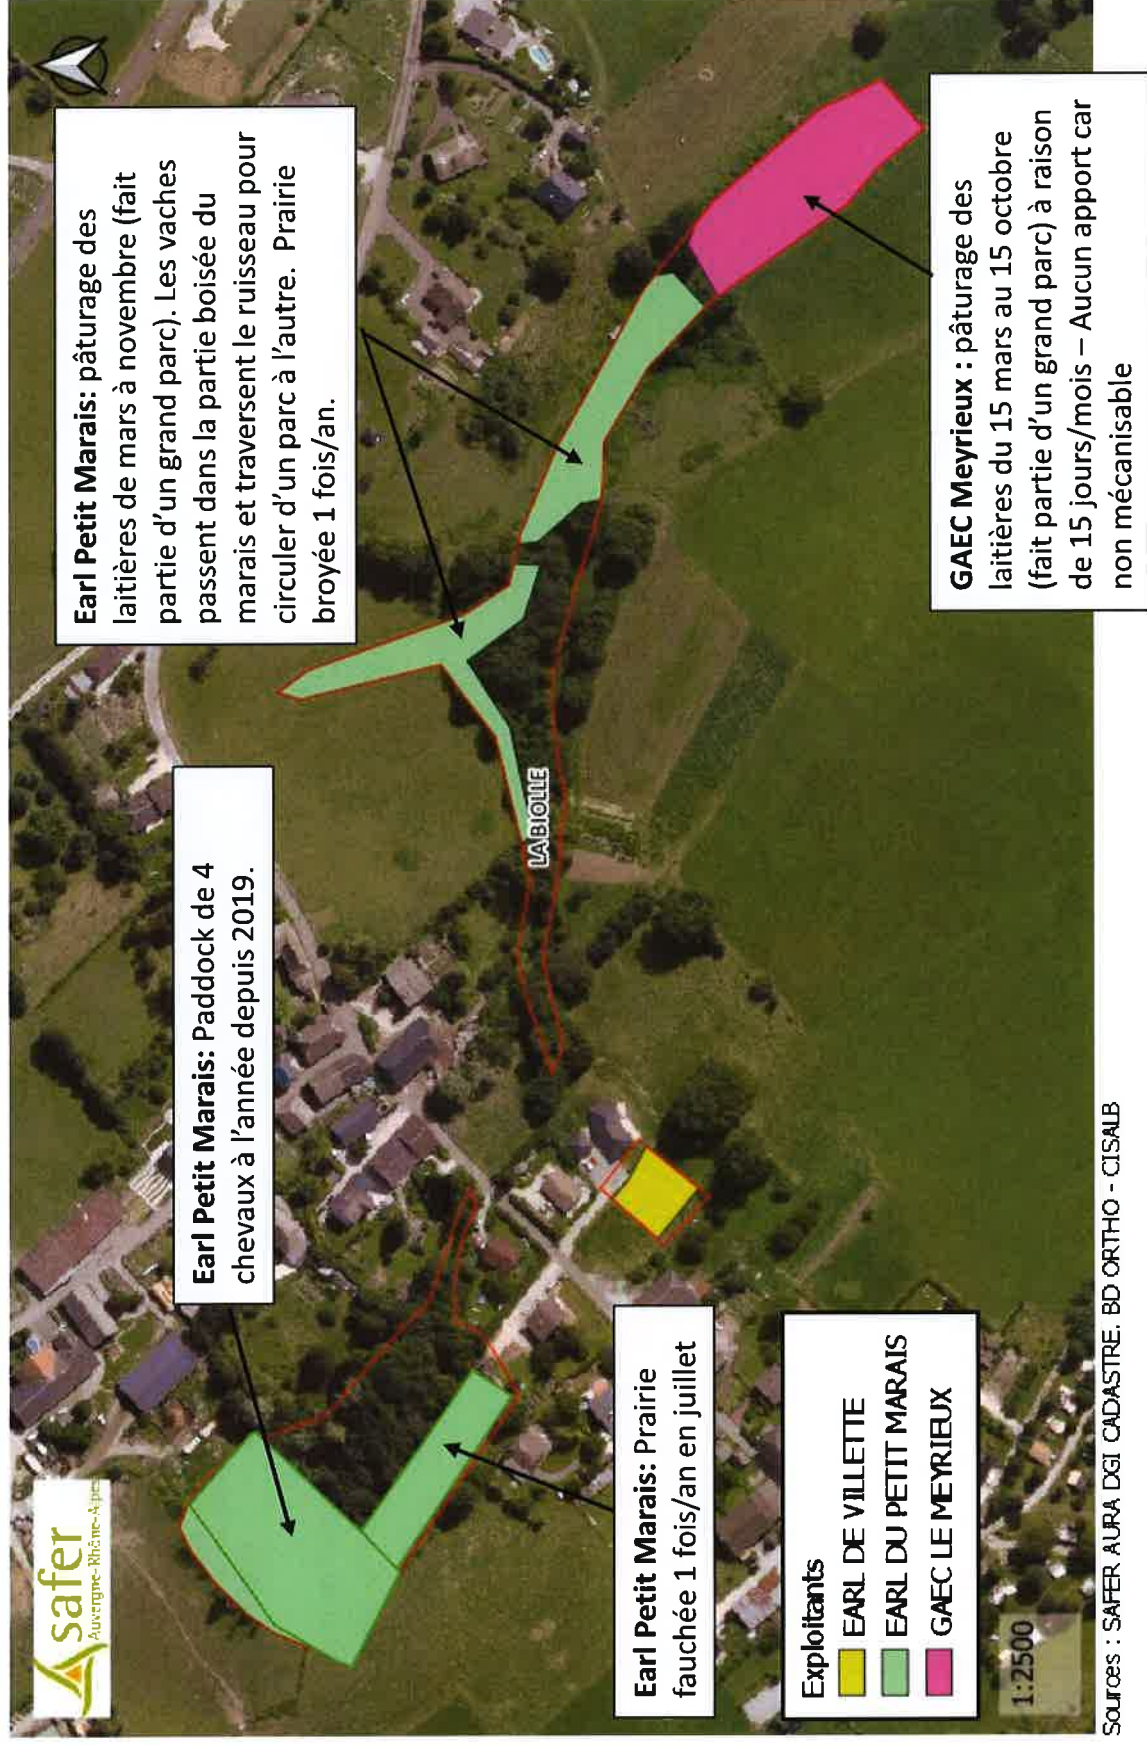 safer
Auvergne-Rhône-Alpes
Earl Petit Marais: pâturage des
laitières de mars à novembre (fait
partie d'un grand parc). Les vaches
passent dans la partie boisée du
marais et traversent le ruisseau pour
circuler d'un parc à l'autre. Prairie
broyée 1 fois/an.
Earl Petit Marais: Paddock de 4
chevaux à l'année depuis 2019.
LA BIOLLE
Earl Petit Marais: Prairie
fauchée 1 fois/an en juillet
GAEC Meyrieux : pâturage des
laitières du 15 mars au 15 octobre
(fait partie d'un grand parc) à raison
de 15 jours/mois – Aucun apport car
non mécanisable
Exploitants
EARL DE VILLETTE
EARL DU PETIT MARAIS
GAEC LE MEYRIEUX
1:2500
Sources : SAFER AURA DGI CADASTRE. BD ORTHO - CISALB